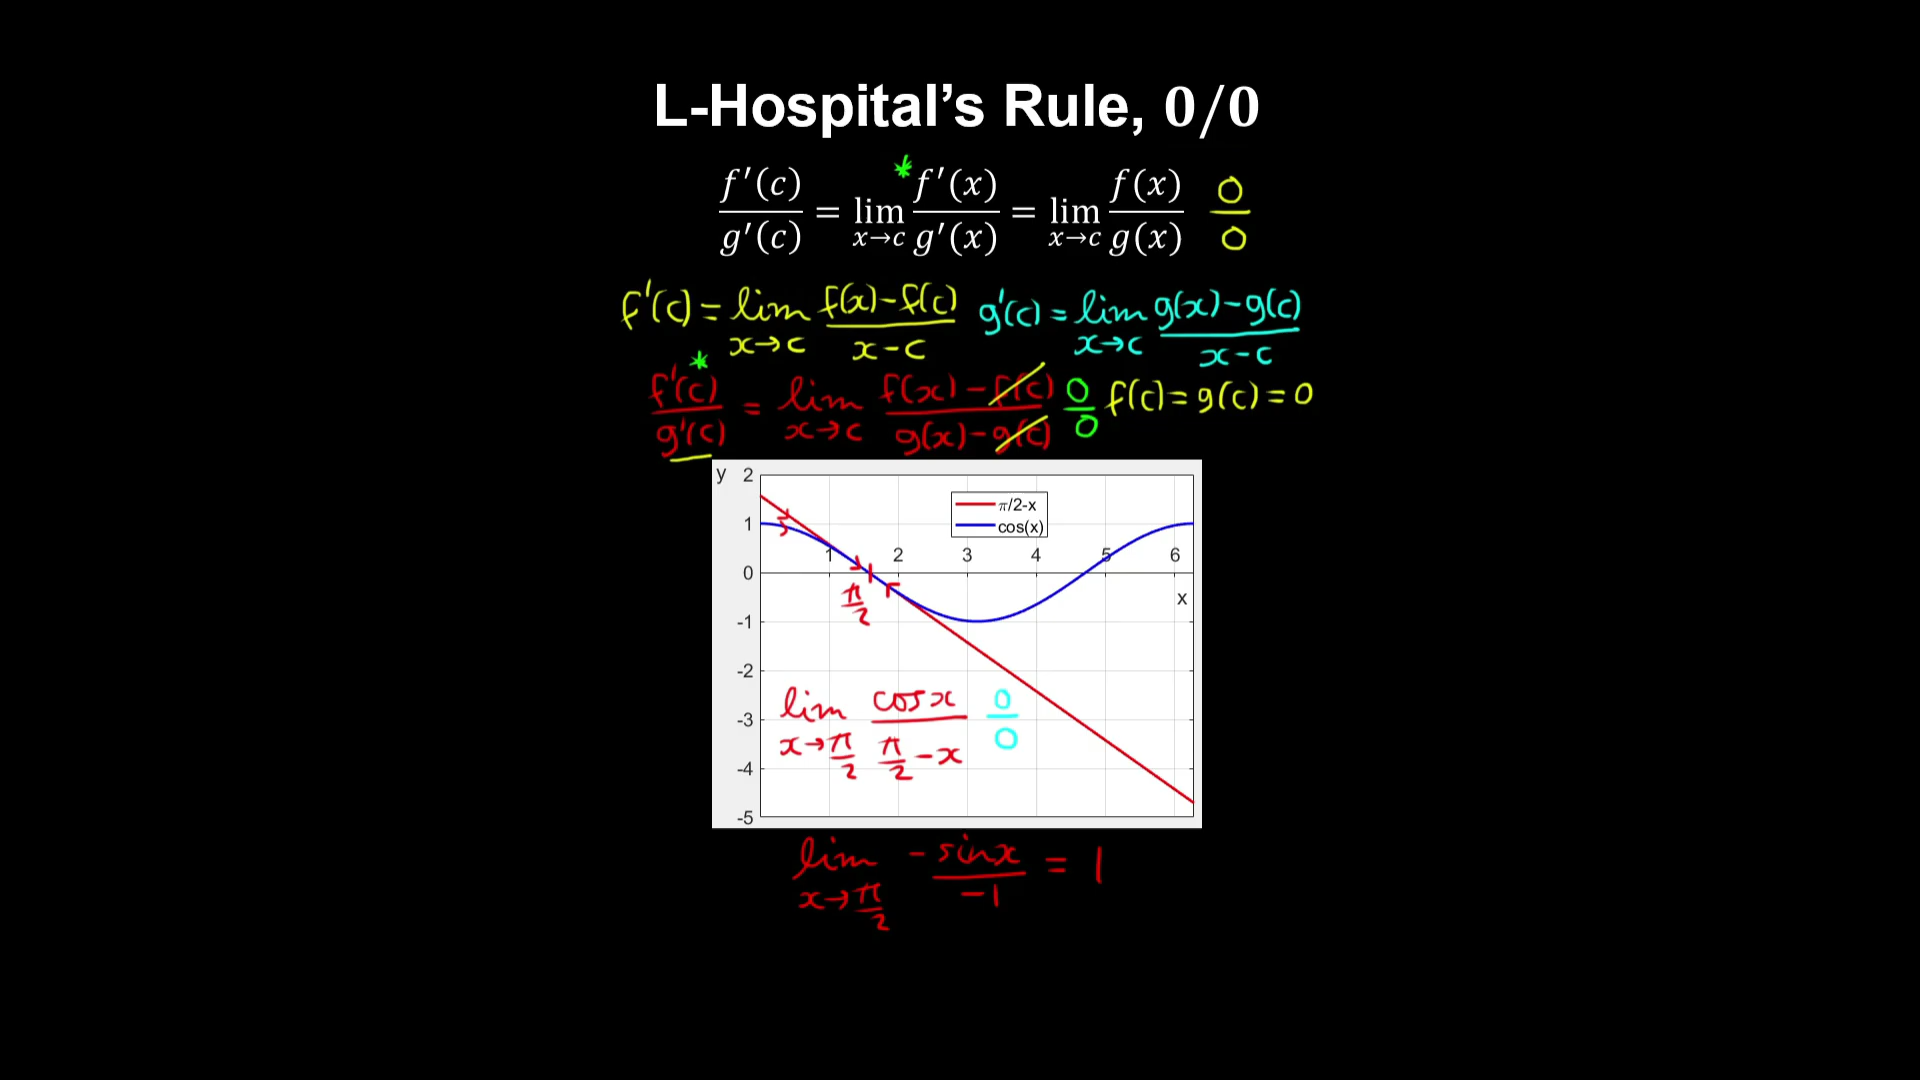 L-Hospital’s Rule, 0/0
f′(c)/g′(c) = lim x→c *f′(x)/g′(x) = lim x→c f(x)/g(x) 0/0
f'(c) = lim x→c (f(x)-f(c))/(x-c) g'(c) = lim x→c (g(x)-g(c))/(x-c)
*
f'(c)/g'(c) = lim x→c (f(x)-f(c))/(g(x)-g(c)) 0/0 f(c)=g(c)=0
y
2
1
0
-1
-2
-3
-4
-5
π/2-x
cos(x)
1 2 3 4 5 6
x
π/2
lim x→π/2 cosx/(π/2-x) 0/0
lim x→π/2 -sinx/-1 = 1